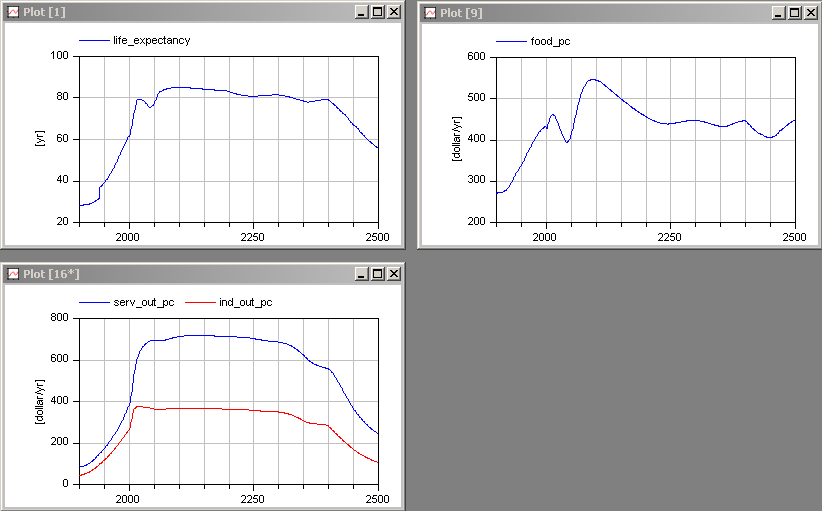 Plot [1]
life_expectancy
100
80
60
40
20
[yr]
2000 2250 2500
Plot [9]
food_pc
600
500
400
300
200
[dollar/yr]
2000 2250 2500
Plot [16*]
serv_out_pc ind_out_pc
800
600
400
200
0
[dollar/yr]
2000 2250 2500